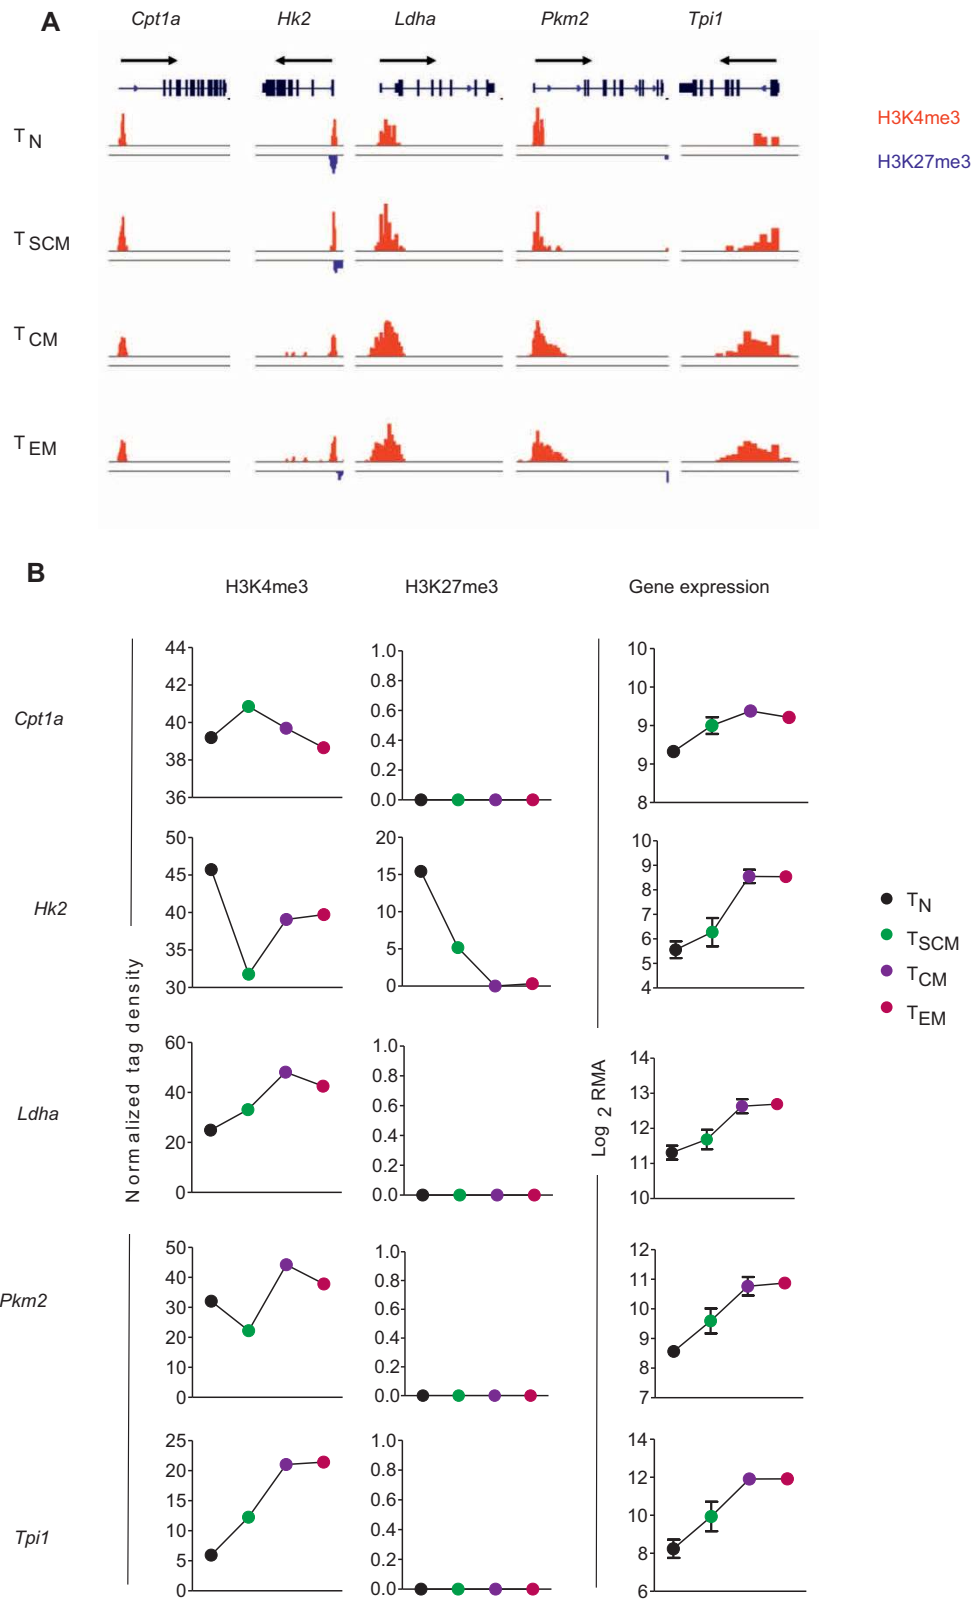 A
Cpt1a Hk2 Ldha Pkm2 Tpi1
TN
H3K4me3
H3K27me3
TSCM
TCM
TEM
B
H3K4me3 H3K27me3 Gene expression
Cpt1a
44 42 40 38 36
1.0 0.8 0.6 0.4 0.2 0.0
10 10 9 9 8
Hk2
50 45 40 35 30
20 15 10 5 0
10 9 8 7 6 5 4
TN
TSCM
TCM
TEM
Normalized tag density
Log 2 RMA
Ldha
60 40 20 0
1.0 0.8 0.6 0.4 0.2 0.0
14 13 12 11 10
Pkm2
50 40 30 20 10 0
1.0 0.8 0.6 0.4 0.2 0.0
12 11 10 9 8 7
Tpi1
25 20 15 10 5 0
1.0 0.8 0.6 0.4 0.2 0.0
14 12 10 8 6